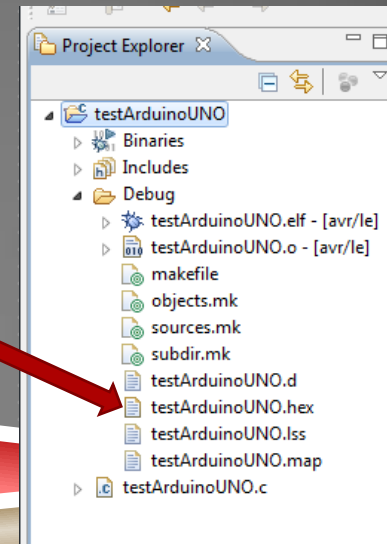 Project Explorer
testArduinoUNO
Binaries
Includes
Debug
testArduinoUNO.elf - [avr/le]
testArduinoUNO.o - [avr/le]
makefile
objects.mk
sources.mk
subdir.mk
testArduinoUNO.d
testArduinoUNO.hex
testArduinoUNO.lss
testArduinoUNO.map
testArduinoUNO.c